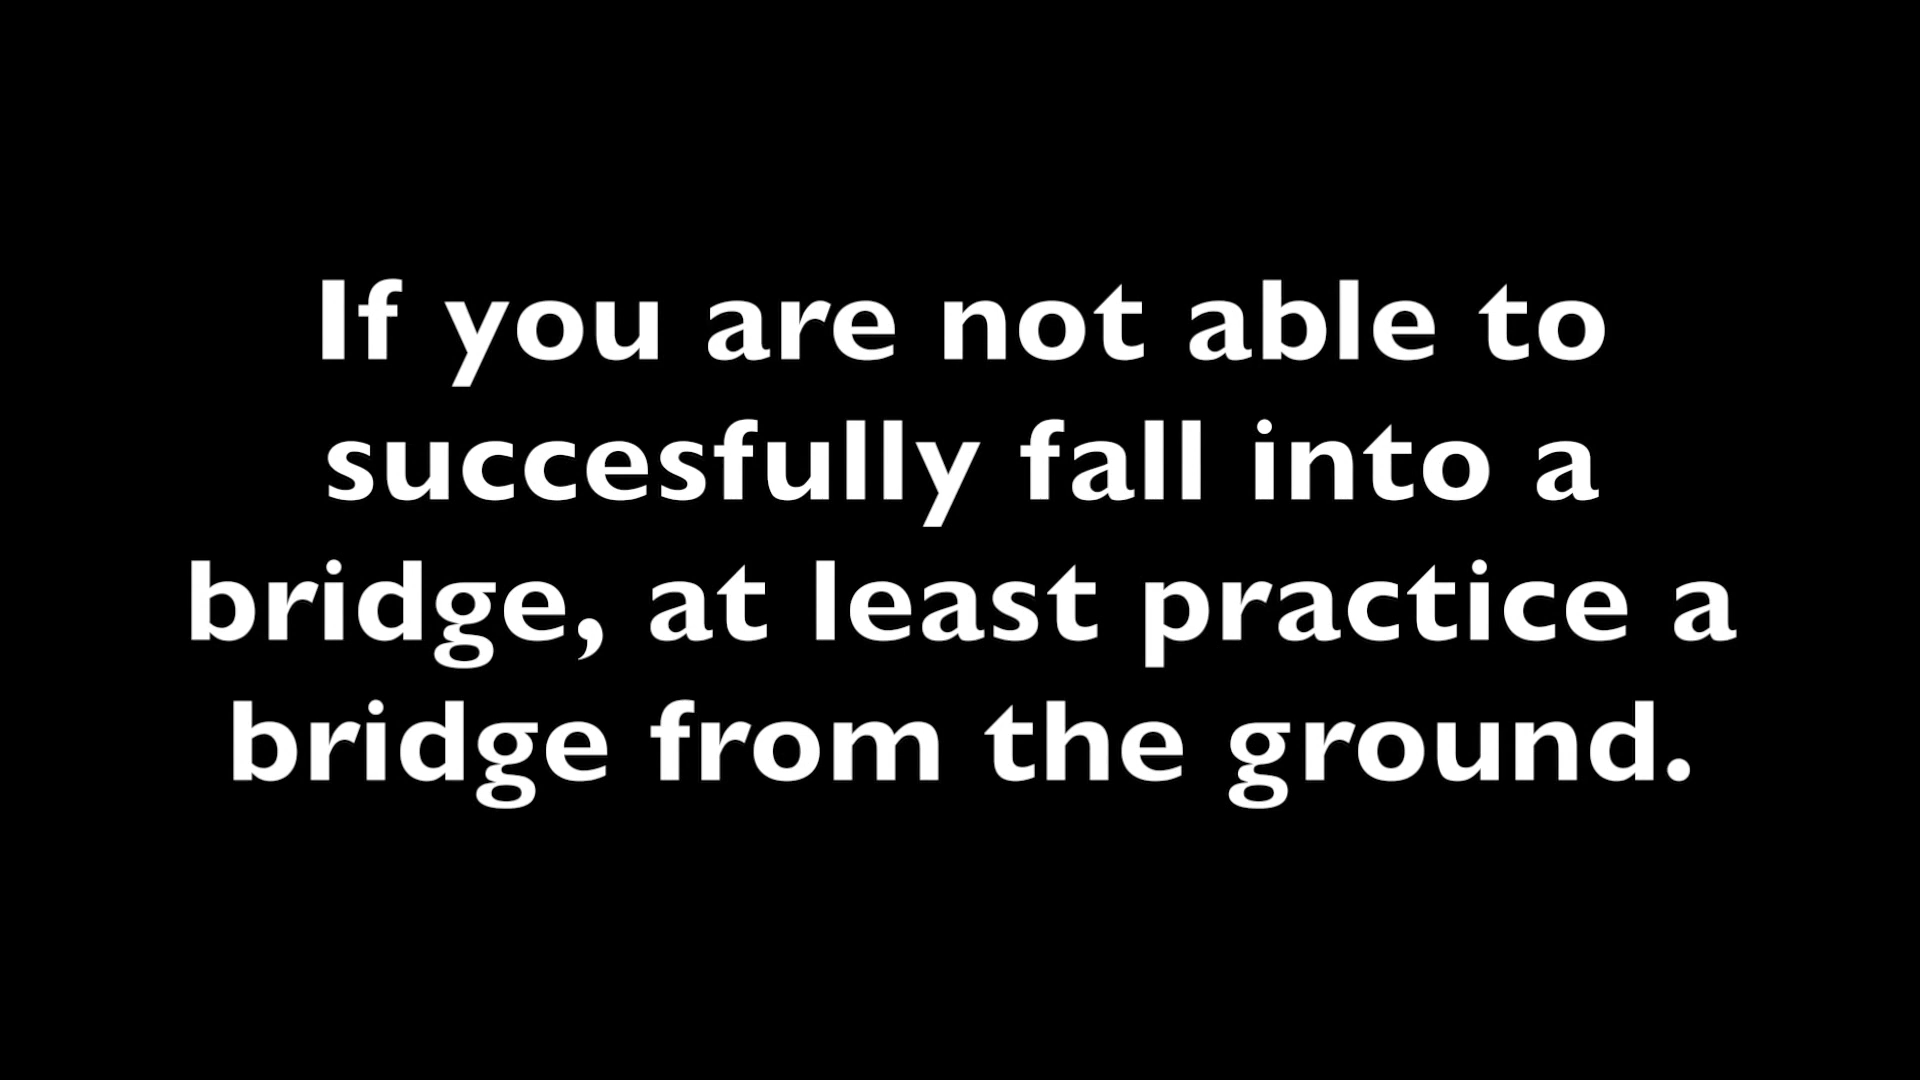 If you are not able to
succesfully fall into a
bridge, at least practice a
bridge from the ground.